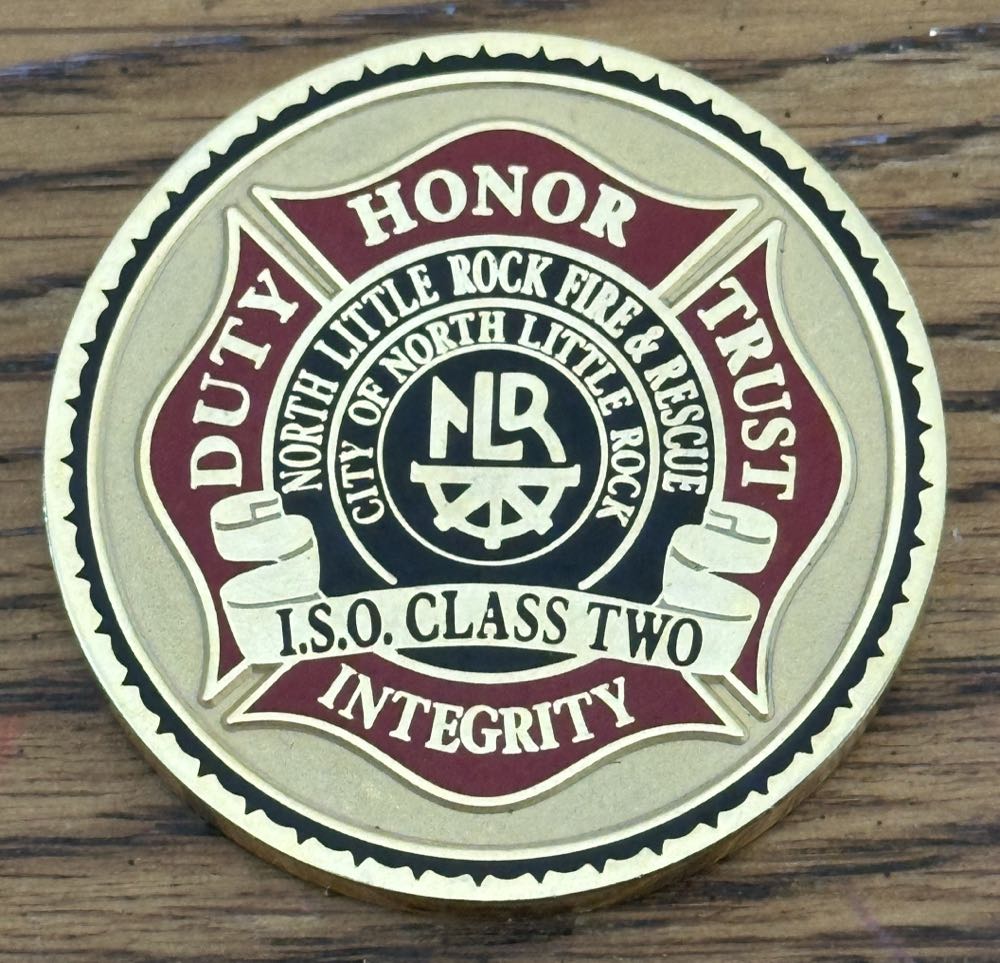 HONOR
DUTY
TRUST
NORTH LITTLE ROCK FIRE & RESCUE
CITY OF NORTH LITTLE ROCK
NLR
I.S.O. CLASS TWO
INTEGRITY